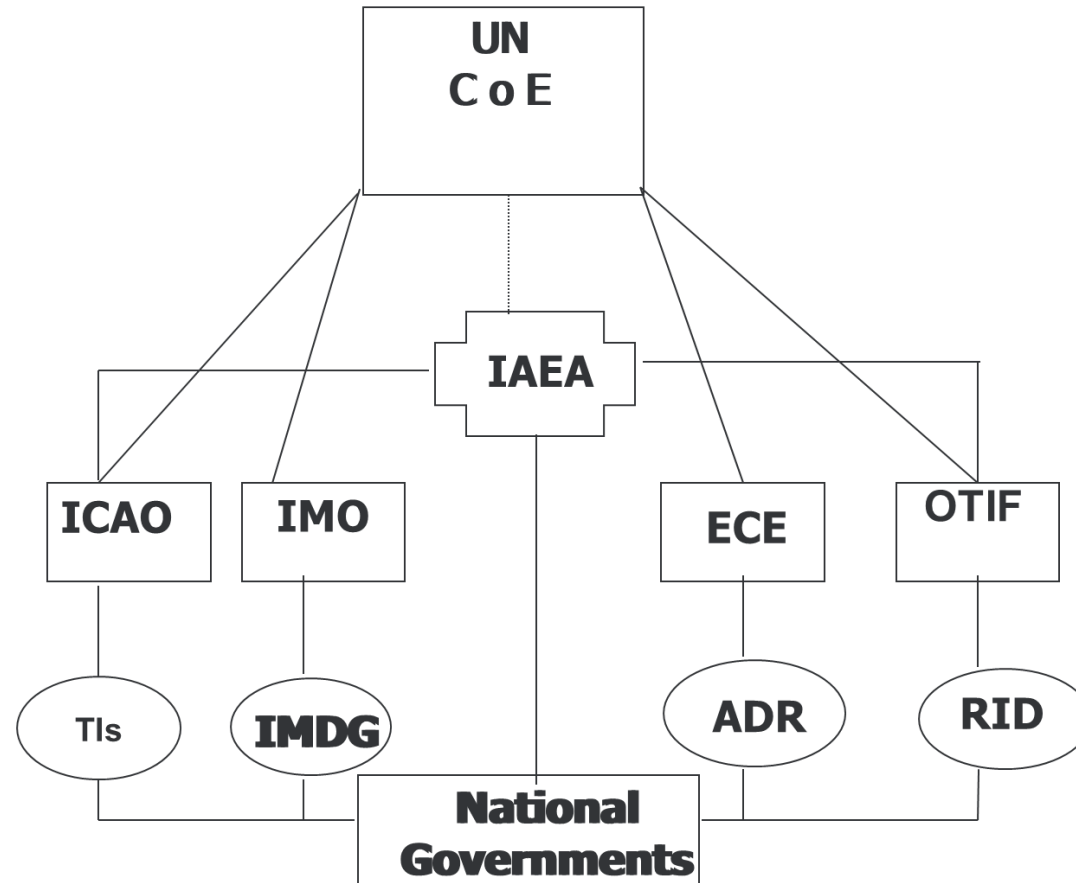 UN
C o E
IAEA
ICAO
IMO
ECE
OTIF
TIs
IMDG
ADR
RID
National
Governments